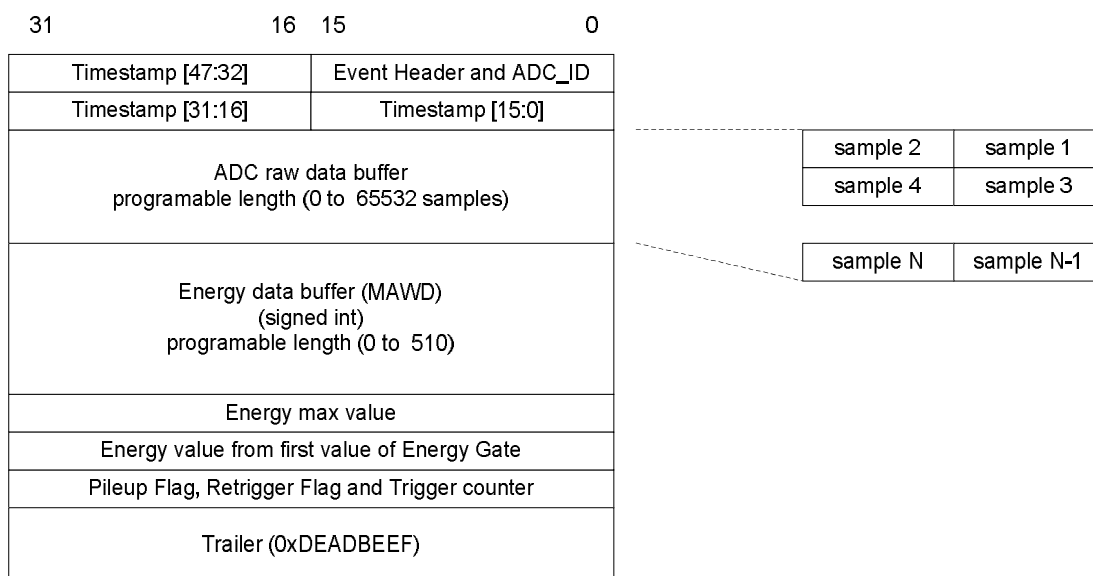 31 16 15 0
Timestamp [47:32] Event Header and ADC_ID
Timestamp [31:16] Timestamp [15:0]
ADC raw data buffer
programable length (0 to 65532 samples)
sample 2 sample 1
sample 4 sample 3
sample N sample N-1
Energy data buffer (MAWD)
(signed int)
programable length (0 to 510)
Energy max value
Energy value from first value of Energy Gate
Pileup Flag, Retrigger Flag and Trigger counter
Trailer (0xDEADBEEF)